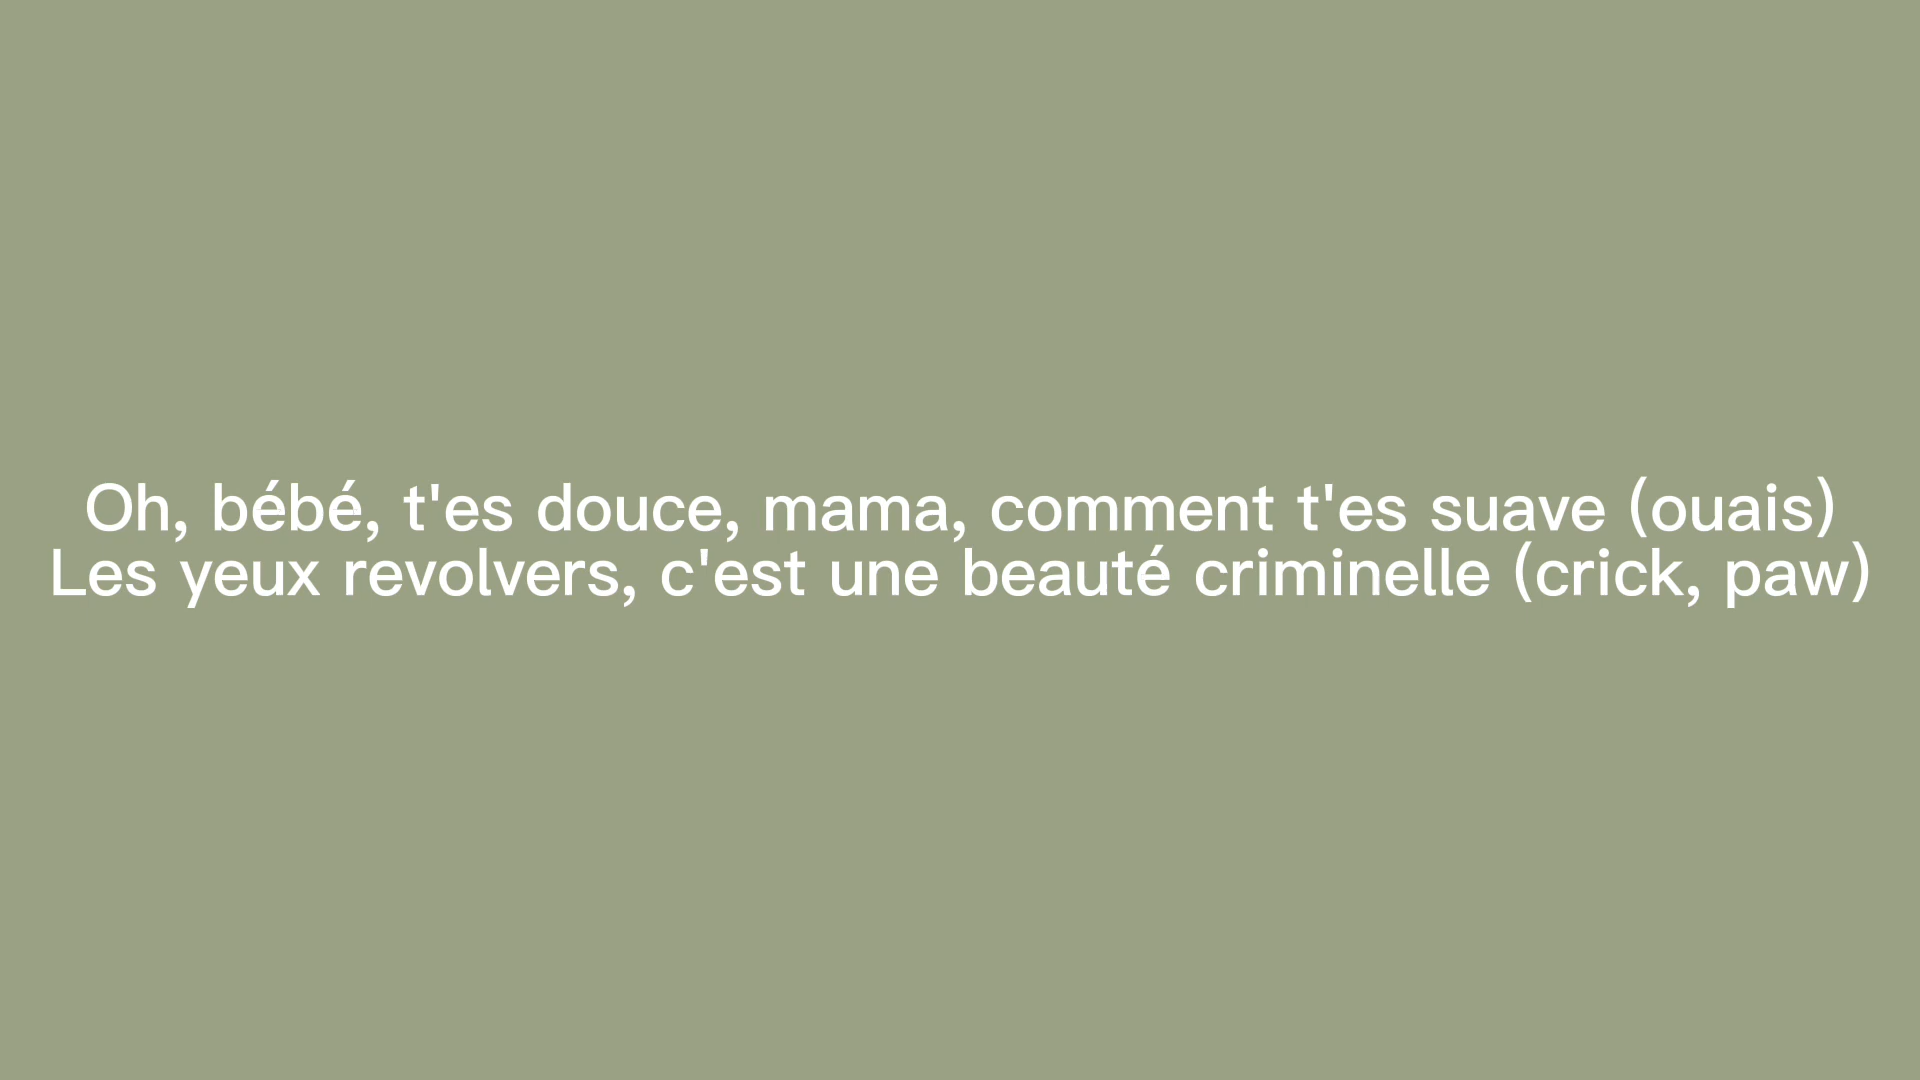 Oh, bébé, t'es douce, mama, comment t'es suave (ouais)
Les yeux revolvers, c'est une beauté criminelle (crick, paw)